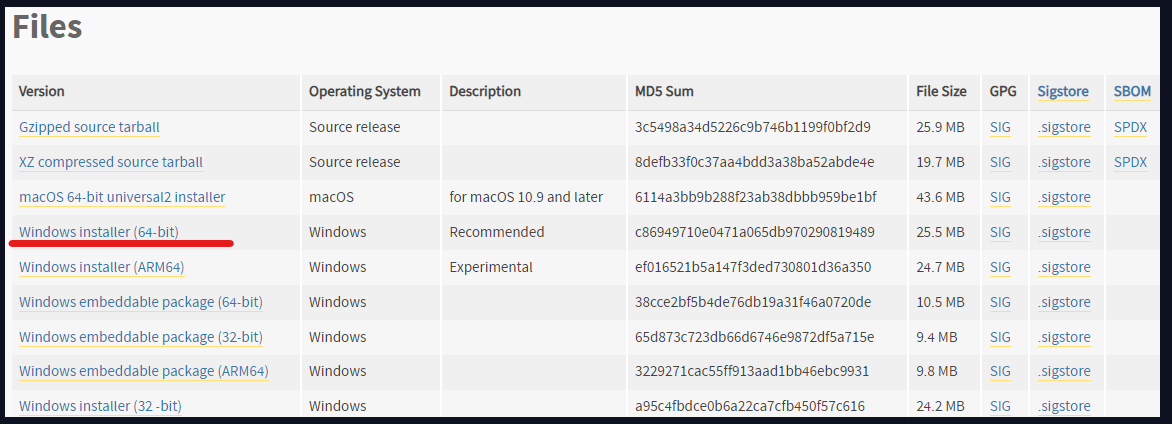 Files
Version Operating System Description MD5 Sum File Size GPG Sigstore SBOM
Gzipped source tarball Source release 3c5498a34d5226c9b746b1199f0bf2d9 25.9 MB SIG .sigstore SPDX
XZ compressed source tarball Source release 8defb33f0c37aa4bdd3a38ba52abde4e 19.7 MB SIG .sigstore SPDX
macOS 64-bit universal2 installer macOS for macOS 10.9 and later 6114a3bb9b288f23ab38dbbb959be1bf 43.6 MB SIG .sigstore
Windows installer (64-bit) Windows Recommended c86949710e0471a065db970290819489 25.5 MB SIG .sigstore
Windows installer (ARM64) Windows Experimental ef016521b5a147f3ded730801d36a350 24.7 MB SIG .sigstore
Windows embeddable package (64-bit) Windows 38cce2bf5b4de76db19a31f46a0720de 10.5 MB SIG .sigstore
Windows embeddable package (32-bit) Windows 65d873c723db66d6746e9872df5a715e 9.4 MB SIG .sigstore
Windows embeddable package (ARM64) Windows 3229271cac55ff913aad1bb46ebc9931 9.8 MB SIG .sigstore
Windows installer (32 -bit) Windows a95c4fbdce0b6a22ca7cfb450f57c616 24.2 MB SIG .sigstore